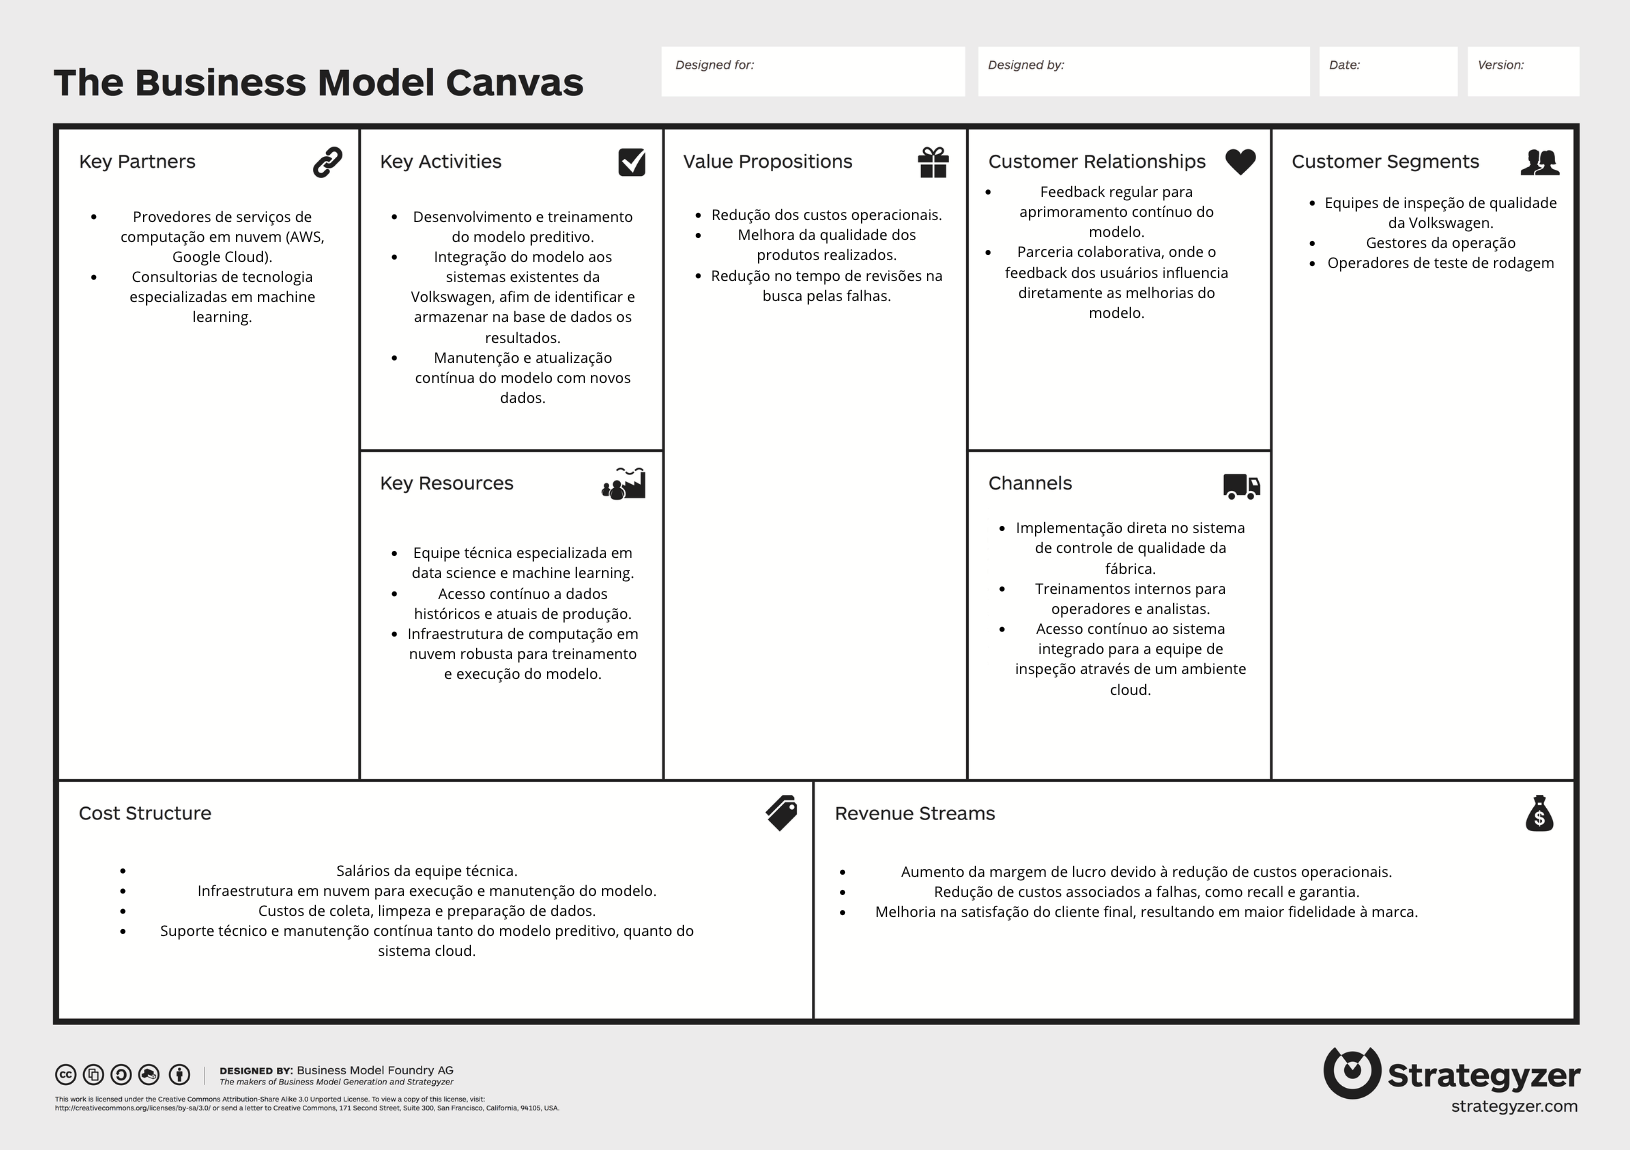 The Business Model Canvas
Designed for:
Designed by:
Date:
Version:
Key Partners
• Provedores de serviços de
computação em nuvem (AWS,
Google Cloud).
• Consultorias de tecnologia
especializadas em machine
learning.
Key Activities
• Desenvolvimento e treinamento
do modelo preditivo.
• Integração do modelo aos
sistemas existentes da
Volkswagen, afim de identificar e
armazenar na base de dados os
resultados.
• Manutenção e atualização
contínua do modelo com novos
dados.
Key Resources
• Equipe técnica especializada em
data science e machine learning.
• Acesso contínuo a dados
históricos e atuais de produção.
• Infraestrutura de computação em
nuvem robusta para treinamento
e execução do modelo.
Value Propositions
• Redução dos custos operacionais.
• Melhora da qualidade dos
produtos realizados.
• Redução no tempo de revisões na
busca pelas falhas.
Customer Relationships
• Feedback regular para
aprimoramento contínuo do
modelo.
• Parceria colaborativa, onde o
feedback dos usuários influencia
diretamente as melhorias do
modelo.
Channels
• Implementação direta no sistema
de controle de qualidade da
fábrica.
• Treinamentos internos para
operadores e analistas.
• Acesso contínuo ao sistema
integrado para a equipe de
inspeção através de um ambiente
cloud.
Customer Segments
• Equipes de inspeção de qualidade
da Volkswagen.
• Gestores da operação
• Operadores de teste de rodagem
Cost Structure
• Salários da equipe técnica.
• Infraestrutura em nuvem para execução e manutenção do modelo.
• Custos de coleta, limpeza e preparação de dados.
• Suporte técnico e manutenção contínua tanto do modelo preditivo, quanto do
sistema cloud.
Revenue Streams
$
• Aumento da margem de lucro devido à redução de custos operacionais.
• Redução de custos associados a falhas, como recall e garantia.
• Melhoria na satisfação do cliente final, resultando em maior fidelidade à marca.
cc
DESIGNED BY: Business Model Foundry AG
The makers of Business Model Generation and Strategyzer
This work is licensed under the Creative Commons Attribution-Share Alike 3.0 Unported License. To view a copy of this license, visit:
http://creativecommons.org/licenses/by-sa/3.0/ or send a letter to Creative Commons, 171 Second Street, Suite 300, San Francisco, California, 94105, USA.
Strategyzer
strategyzer.com